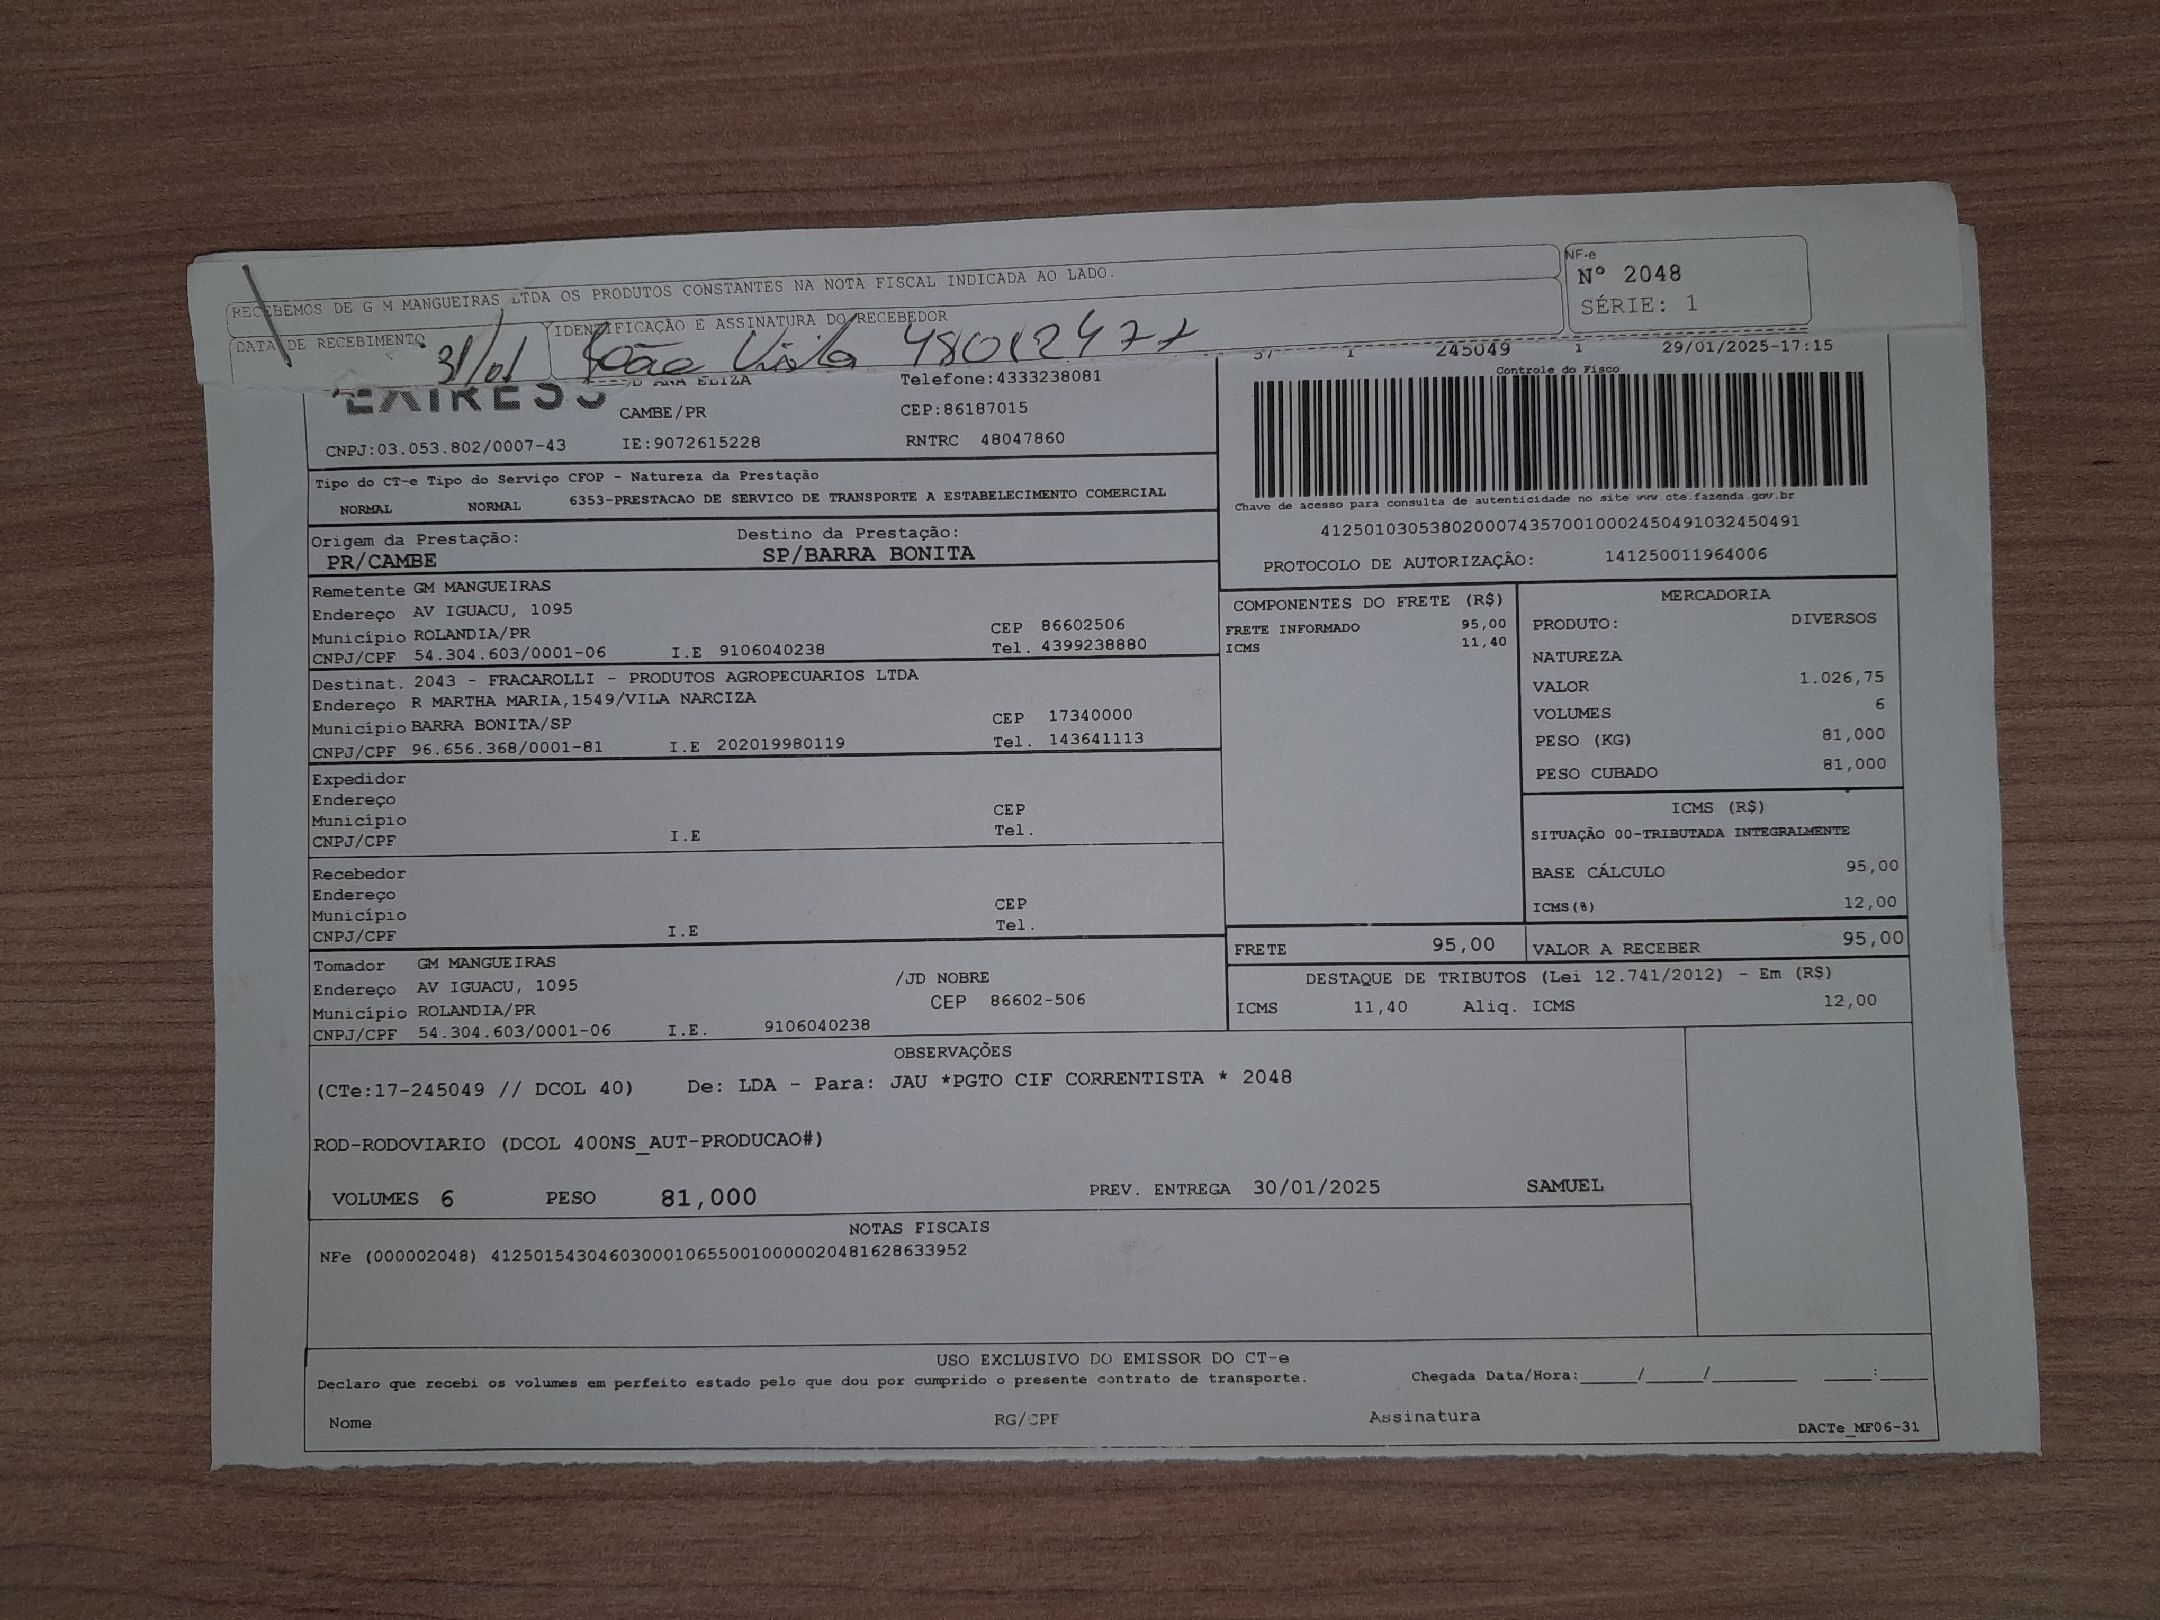 RECEBEMOS DE G M MANGUEIRAS LTDA OS PRODUTOS CONSTANTES NA NOTA FISCAL INDICADA AO LADO.
NF-e
Nº 2048
SÉRIE: 1
DATA DE RECEBIMENTO
IDENTIFICAÇÃO E ASSINATURA DO RECEBEDOR
31/01 João
ANA ELIZA
Telefone:4333238081
1 245049 1 29/01/2025-17:15
Controle do Fisco
CAMBE/PR CEP:86187015
CNPJ:03.053.802/0007-43 IE:9072615228 RNTRC 48047860
Tipo do CT-e Tipo do Serviço CFOP - Natureza da Prestação
NORMAL NORMAL 6353-PRESTACAO DE SERVICO DE TRANSPORTE A ESTABELECIMENTO COMERCIAL
Chave de acesso para consulta de autenticidade no site www.cte.fazenda.gov.br
41250103053802000743570010002450491032450491
PROTOCOLO DE AUTORIZAÇÃO: 141250011964006
Origem da Prestação: Destino da Prestação:
PR/CAMBE SP/BARRA BONITA
Remetente GM MANGUEIRAS
Endereço AV IGUACU, 1095
Município ROLANDIA/PR CEP 86602506
CNPJ/CPF 54.304.603/0001-06 I.E 9106040238 Tel. 4399238880
Destinat. 2043 - FRACAROLLI - PRODUTOS AGROPECUARIOS LTDA
Endereço R MARTHA MARIA,1549/VILA NARCIZA
Município BARRA BONITA/SP CEP 17340000
CNPJ/CPF 96.656.368/0001-81 I.E 202019980119 Tel. 143641113
Expedidor
Endereço
Município CEP
CNPJ/CPF I.E Tel.
Recebedor
Endereço
Município CEP
CNPJ/CPF I.E Tel.
Tomador GM MANGUEIRAS
Endereço AV IGUACU, 1095 /JD NOBRE
Município ROLANDIA/PR CEP 86602-506
CNPJ/CPF 54.304.603/0001-06 I.E. 9106040238
COMPONENTES DO FRETE (R$)
FRETE INFORMADO 95,00
ICMS 11,40
MERCADORIA
PRODUTO: DIVERSOS
NATUREZA
VALOR 1.026,75
VOLUMES 6
PESO (KG) 81,000
PESO CUBADO 81,000
ICMS (R$)
SITUAÇÃO 00-TRIBUTADA INTEGRALMENTE
BASE CÁLCULO 95,00
ICMS(%) 12,00
FRETE 95,00 VALOR A RECEBER 95,00
DESTAQUE DE TRIBUTOS (Lei 12.741/2012) - Em (R$)
ICMS 11,40 Aliq. ICMS 12,00
OBSERVAÇÕES
(CTe:17-245049 // DCOL 40) De: LDA - Para: JAU *PGTO CIF CORRENTISTA * 2048
ROD-RODOVIARIO (DCOL 400NS_AUT-PRODUCAO#)
VOLUMES 6 PESO 81,000 PREV. ENTREGA 30/01/2025 SAMUEL
NOTAS FISCAIS
NFe (000002048) 41250154304603000106550010000020481628633952
USO EXCLUSIVO DO EMISSOR DO CT-e
Declaro que recebi os volumes em perfeito estado pelo que dou por cumprido o presente contrato de transporte. Chegada Data/Hora:_____/_____/________ ____:____
Nome RG/CPF Assinatura
DACTe_MF06-31